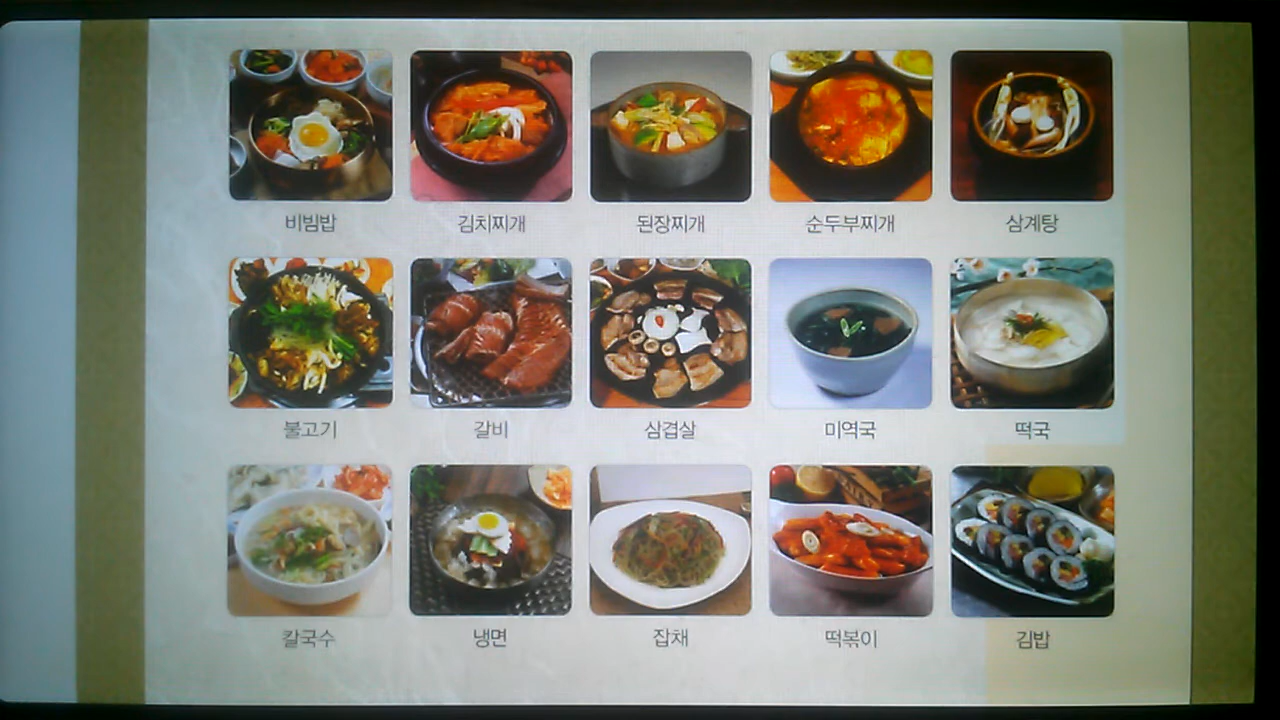 비빔밥 김치찌개 된장찌개 순두부찌개 삼계탕
불고기 갈비 삼겹살 미역국 떡국
칼국수 냉면 잡채 떡볶이 김밥